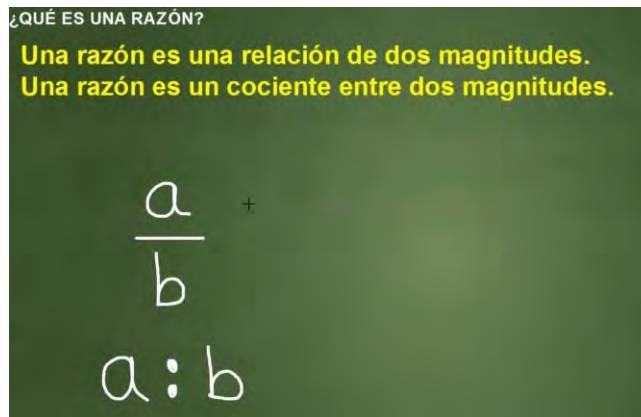 ¿QUÉ ES UNA RAZÓN?
Una razón es una relación de dos magnitudes.
Una razón es un cociente entre dos magnitudes.
a
b
a : b